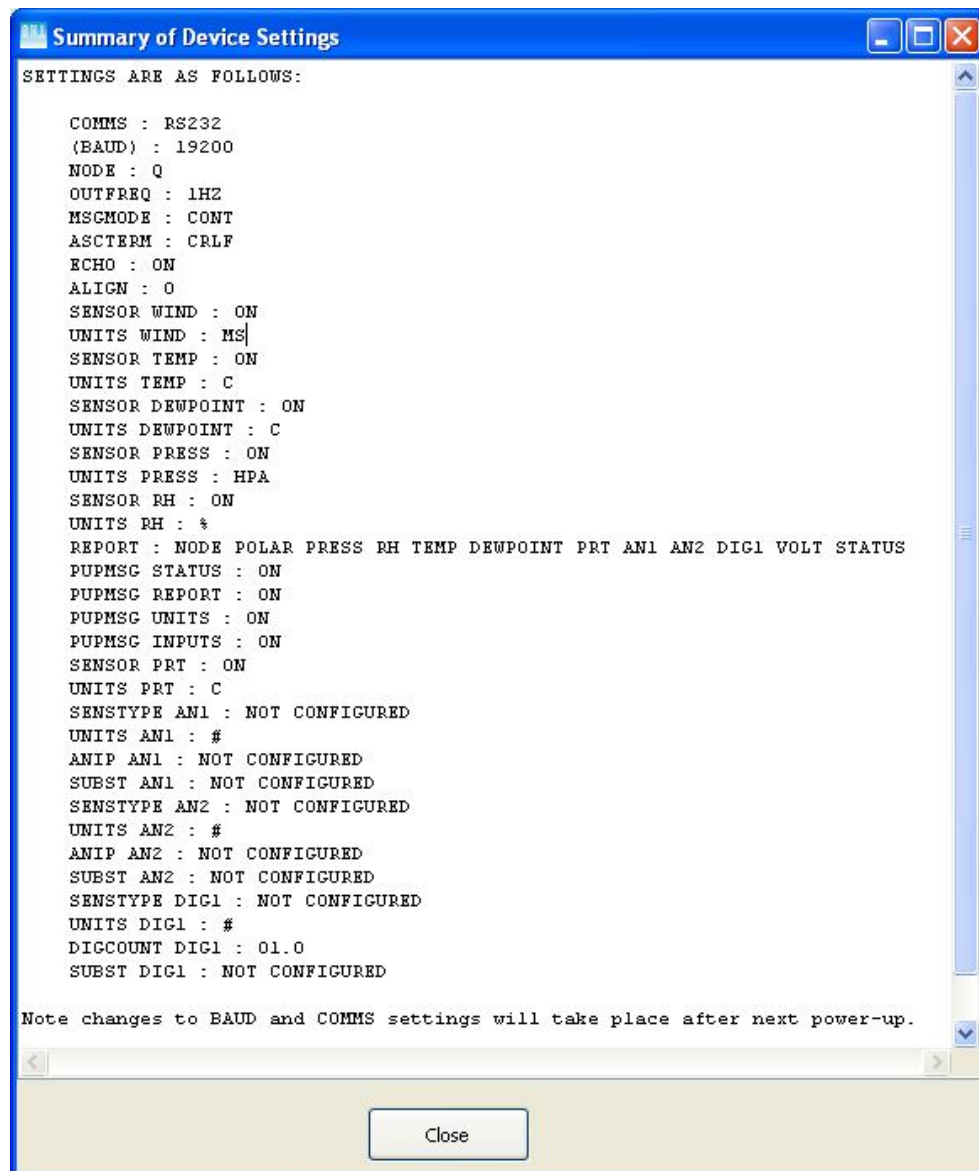 Summary of Device Settings
SETTINGS ARE AS FOLLOWS:
COMMS : RS232
(BAUD) : 19200
NODE : Q
OUTFREQ : 1HZ
MSGMODE : CONT
ASCTERM : CRLF
ECHO : ON
ALIGN : 0
SENSOR WIND : ON
UNITS WIND : MS
SENSOR TEMP : ON
UNITS TEMP : C
SENSOR DEWPOINT : ON
UNITS DEWPOINT : C
SENSOR PRESS : ON
UNITS PRESS : HPA
SENSOR RH : ON
UNITS RH : %
REPORT : NODE POLAR PRESS RH TEMP DEWPOINT PRT AN1 AN2 DIG1 VOLT STATUS
PUPMSG STATUS : ON
PUPMSG REPORT : ON
PUPMSG UNITS : ON
PUPMSG INPUTS : ON
SENSOR PRT : ON
UNITS PRT : C
SENSTYPE AN1 : NOT CONFIGURED
UNITS AN1 : #
ANIP AN1 : NOT CONFIGURED
SUBST AN1 : NOT CONFIGURED
SENSTYPE AN2 : NOT CONFIGURED
UNITS AN2 : #
ANIP AN2 : NOT CONFIGURED
SUBST AN2 : NOT CONFIGURED
SENSTYPE DIG1 : NOT CONFIGURED
UNITS DIG1 : #
DIGCOUNT DIG1 : 01.0
SUBST DIG1 : NOT CONFIGURED
Note changes to BAUD and COMMS settings will take place after next power-up.
Close